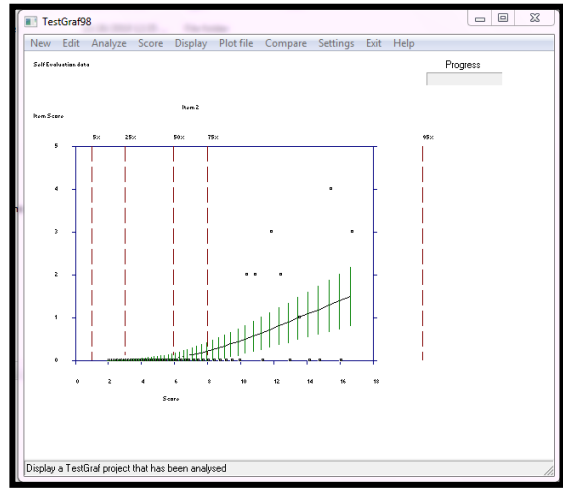 TestGraf98
New Edit Analyze Score Display Plot file Compare Settings Exit Help
Self Evaluation data
Progress
Item 2
Item Score
5% 25% 50% 75% 95%
5
4
3
2
1
0
0 2 4 6 8 10 12 14 16 18
Score
Display a TestGraf project that has been analysed